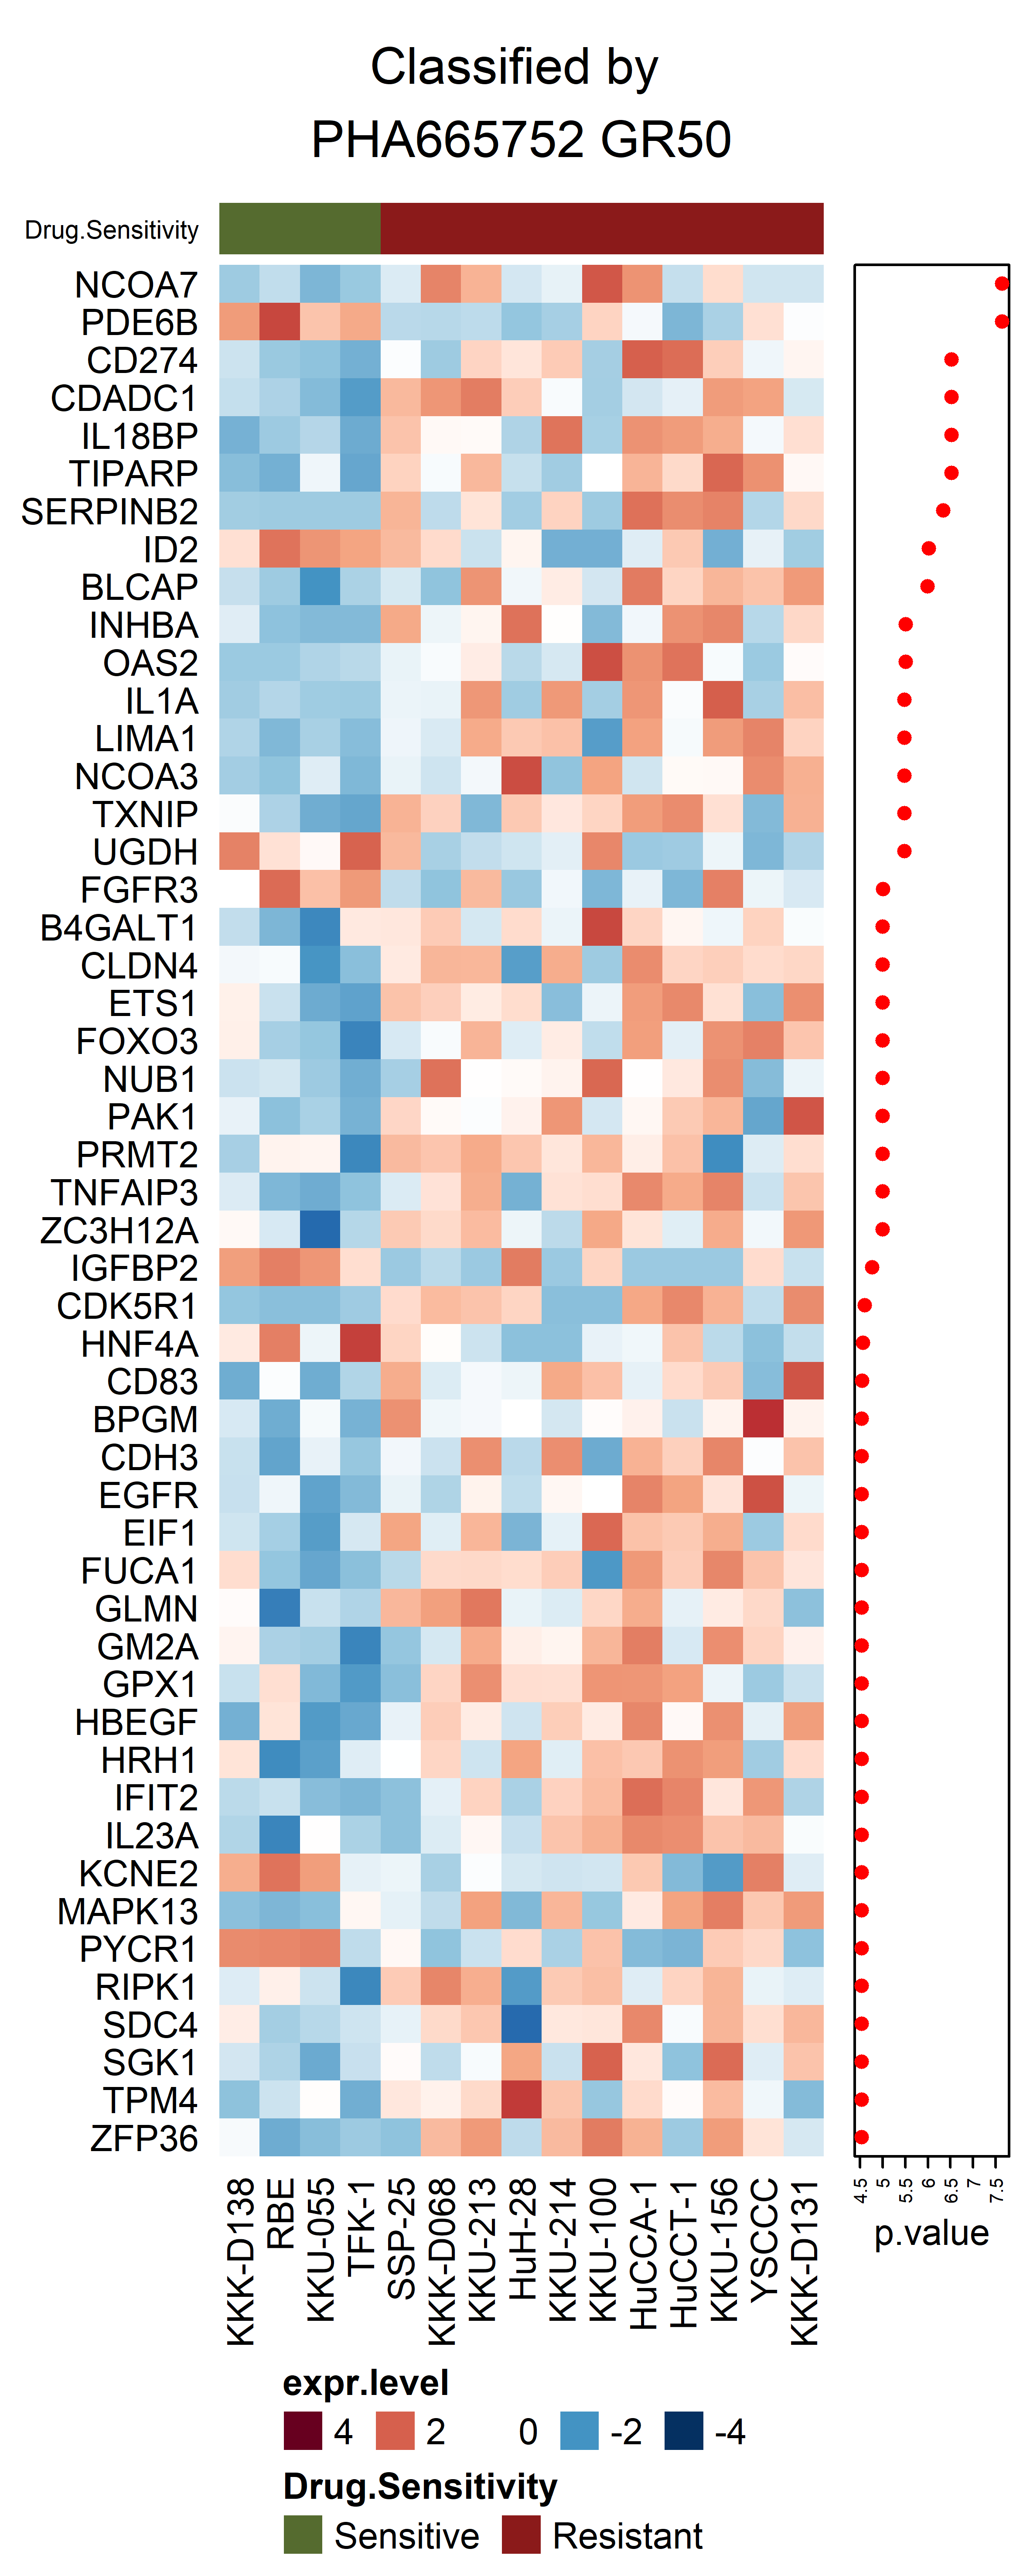 Classified by
PHA665752 GR50
Drug.Sensitivity
NCOA7
PDE6B
CD274
CDADC1
IL18BP
TIPARP
SERPINB2
ID2
BLCAP
INHBA
OAS2
IL1A
LIMA1
NCOA3
TXNIP
UGDH
FGFR3
B4GALT1
CLDN4
ETS1
FOXO3
NUB1
PAK1
PRMT2
TNFAIP3
ZC3H12A
IGFBP2
CDK5R1
HNF4A
CD83
BPGM
CDH3
EGFR
EIF1
FUCA1
GLMN
GM2A
GPX1
HBEGF
HRH1
IFIT2
IL23A
KCNE2
MAPK13
PYCR1
RIPK1
SDC4
SGK1
TPM4
ZFP36
KKK-D138
RBE
KKU-055
TFK-1
SSP-25
KKK-D068
KKU-213
HuH-28
KKU-214
KKU-100
HuCCA-1
HuCCT-1
KKU-156
YSCCC
KKK-D131
4.5
5
5.5
6
6.5
7
7.5
p.value
expr.level
4 2 0 -2 -4
Drug.Sensitivity
Sensitive Resistant